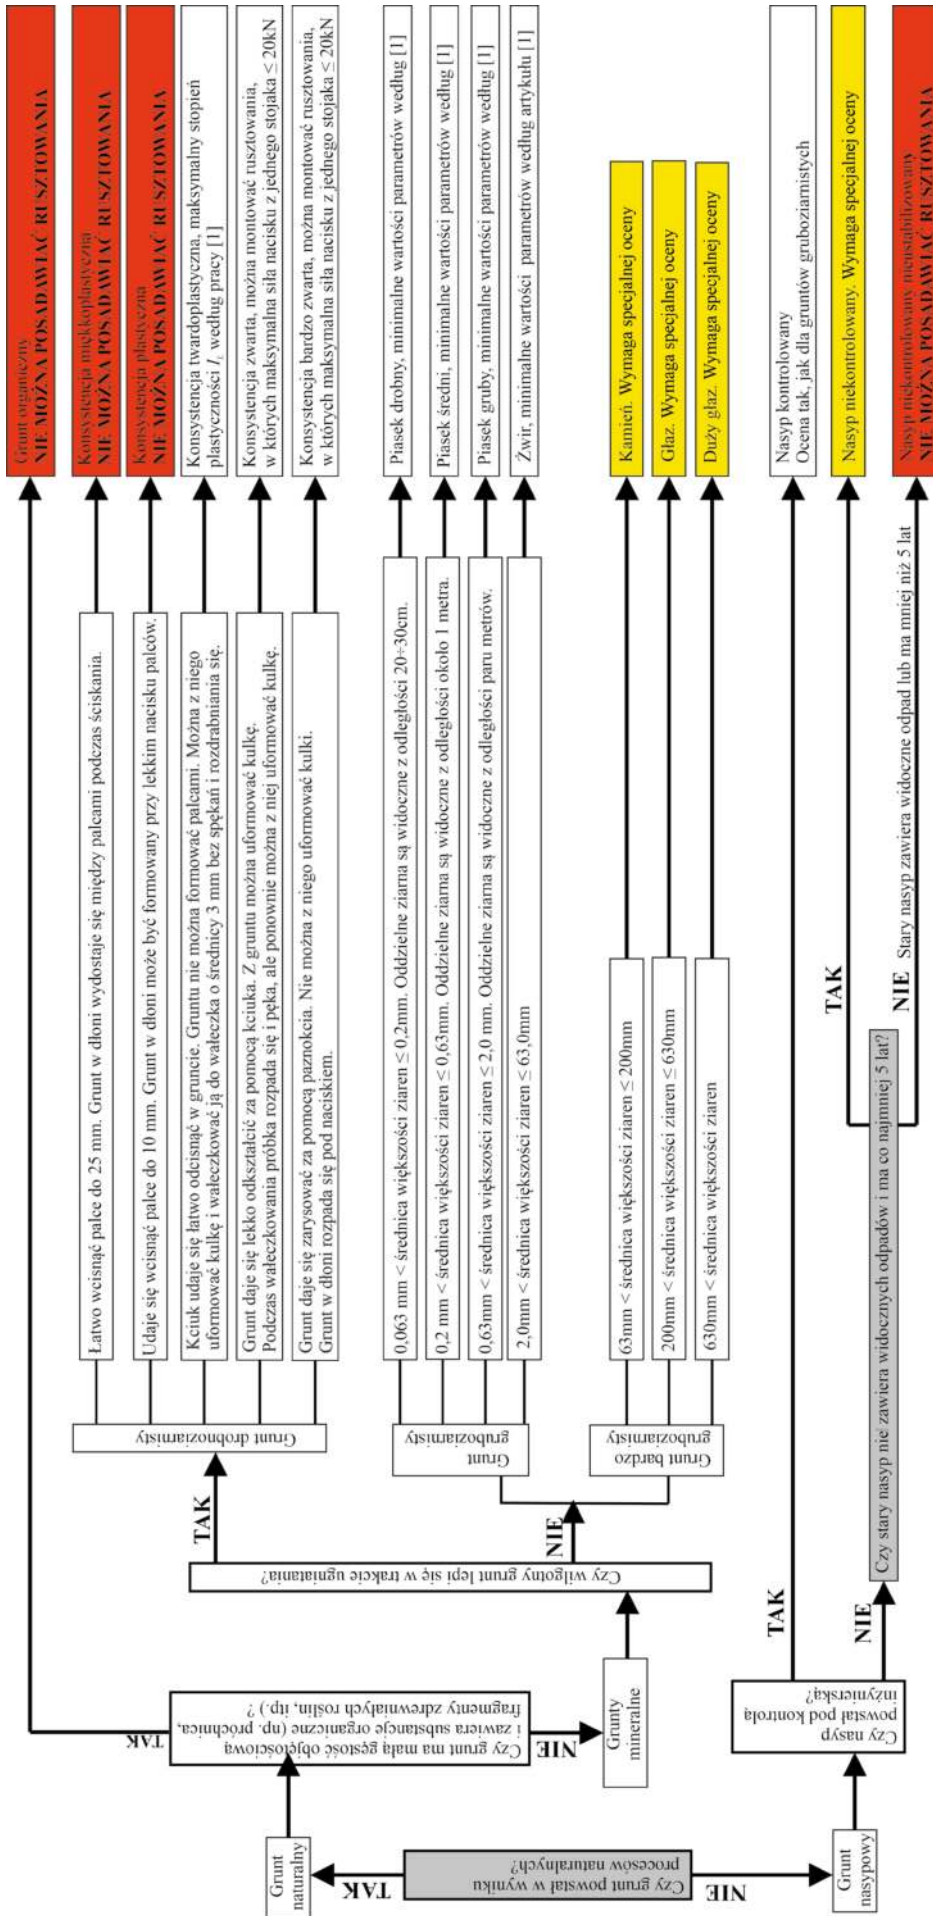 Czy grunt powstał w wyniku
procesów naturalnych?
TAK
NIE
Grunt
naturalny
Grunt
nasypowy
Czy grunt ma małą gęstość objętościową
i zawiera substancje organiczne (np. próchnica,
fragmenty zdrewniałych roślin, itp.) ?
TAK
NIE
Grunty
mineralne
Czy wilgotny grunt lepi się w trakcie ugniatania?
TAK
NIE
Grunt drobnoziarnisty
Grunt
gruboziarnisty
Grunt bardzo
gruboziarnisty
Grunt organiczny
NIE MOŻNA POSADAWIAĆ RUSZTOWANIA
Łatwo wcisnąć palce do 25 mm. Grunt w dłoni wydostaje się między palcami podczas ściskania.
Konsystencja miękkoplastyczna
NIE MOŻNA POSADAWIAĆ RUSZTOWANIA
Udaje się wcisnąć palce do 10 mm. Grunt w dłoni może być formowany przy lekkim nacisku palców.
Konsystencja plastyczna
NIE MOŻNA POSADAWIAĆ RUSZTOWANIA
Kciuk udaje się łatwo odcisnąć w gruncie. Gruntu nie można formować palcami. Można z niego
uformować kulkę i wałeczkować ją do wałeczka o średnicy 3 mm bez spękań i rozdrabniania się.
Konsystencja twardoplastyczna, maksymalny stopień
plastyczności I_L według pracy [1]
Grunt daje się lekko odkształcić za pomocą kciuka. Z gruntu można uformować kulkę.
Podczas wałeczkowania próbka rozpada się i pęka, ale ponownie można z niej uformować kulkę.
Konsystencja zwarta, można montować rusztowania,
w których maksymalna siła nacisku z jednego stojaka ≤ 20kN
Grunt daje się zarysować za pomocą paznokcia. Nie można z niego uformować kulki.
Grunt w dłoni rozpada się pod naciskiem.
Konsystencja bardzo zwarta, można montować rusztowania,
w których maksymalna siła nacisku z jednego stojaka ≤ 20kN
0,063 mm < średnica większości ziaren ≤ 0,2mm. Oddzielne ziarna są widoczne z odległości 20÷30cm.
Piasek drobny, minimalne wartości parametrów według [1]
0,2 mm < średnica większości ziaren ≤ 0,63mm. Oddzielne ziarna są widoczne z odległości około 1 metra.
Piasek średni, minimalne wartości parametrów według [1]
0,63mm < średnica większości ziaren ≤ 2,0 mm. Oddzielne ziarna są widoczne z odległości paru metrów.
Piasek gruby, minimalne wartości parametrów według [1]
2,0mm < średnica większości ziaren ≤ 63,0mm
Żwir, minimalne wartości parametrów według artykułu [1]
63mm < średnica większości ziaren ≤ 200mm
Kamień. Wymaga specjalnej oceny
200mm < średnica większości ziaren ≤ 630mm
Głaz. Wymaga specjalnej oceny
630mm < średnica większości ziaren
Duży głaz. Wymaga specjalnej oceny
Czy nasyp
powstał pod kontrolą
inżynierską?
TAK
NIE
Nasyp kontrolowany
Ocena tak, jak dla gruntów gruboziarnistych
Czy stary nasyp nie zawiera widocznych odpadów i ma co najmniej 5 lat?
TAK
Nasyp niekontrolowany. Wymaga specjalnej oceny
NIE Stary nasyp zawiera widoczne odpad lub ma mniej niż 5 lat
Nasyp niekontrolowany nieustabilizowany
NIE MOŻNA POSADAWIAĆ RUSZTOWANIA